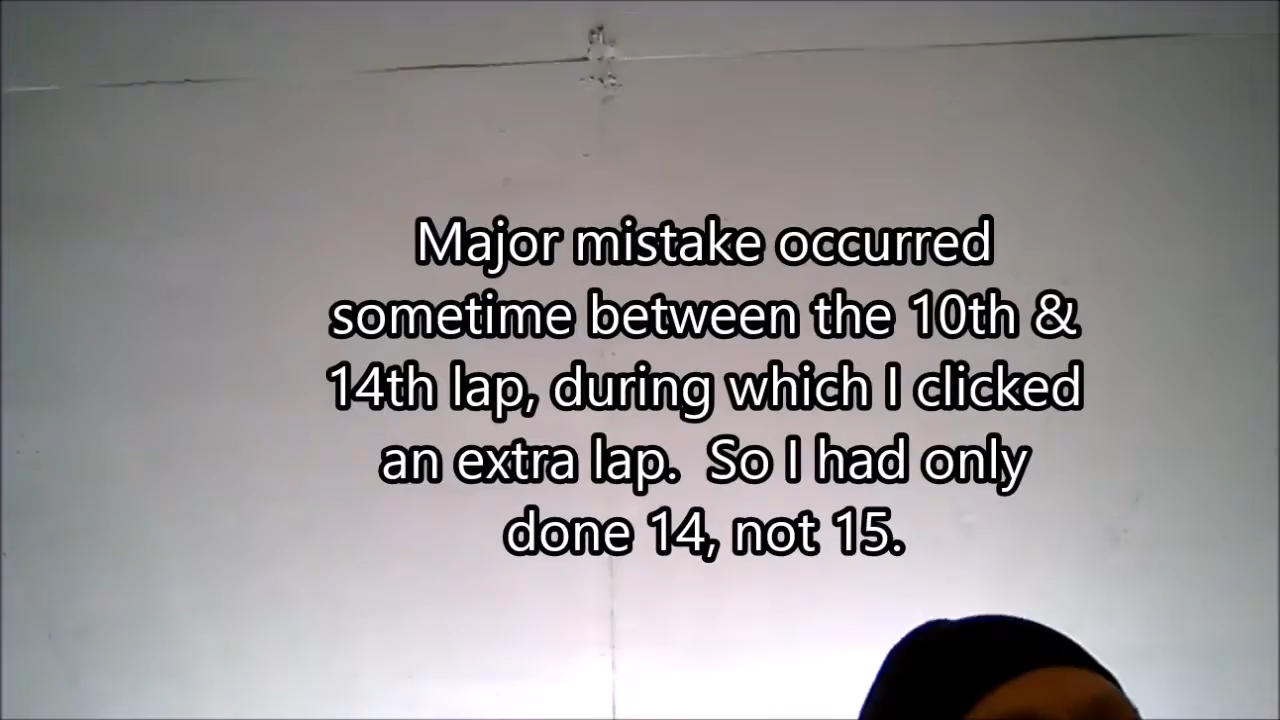 Major mistake occurred
sometime between the 10th &
14th lap, during which I clicked
an extra lap.  So I had only
done 14, not 15.